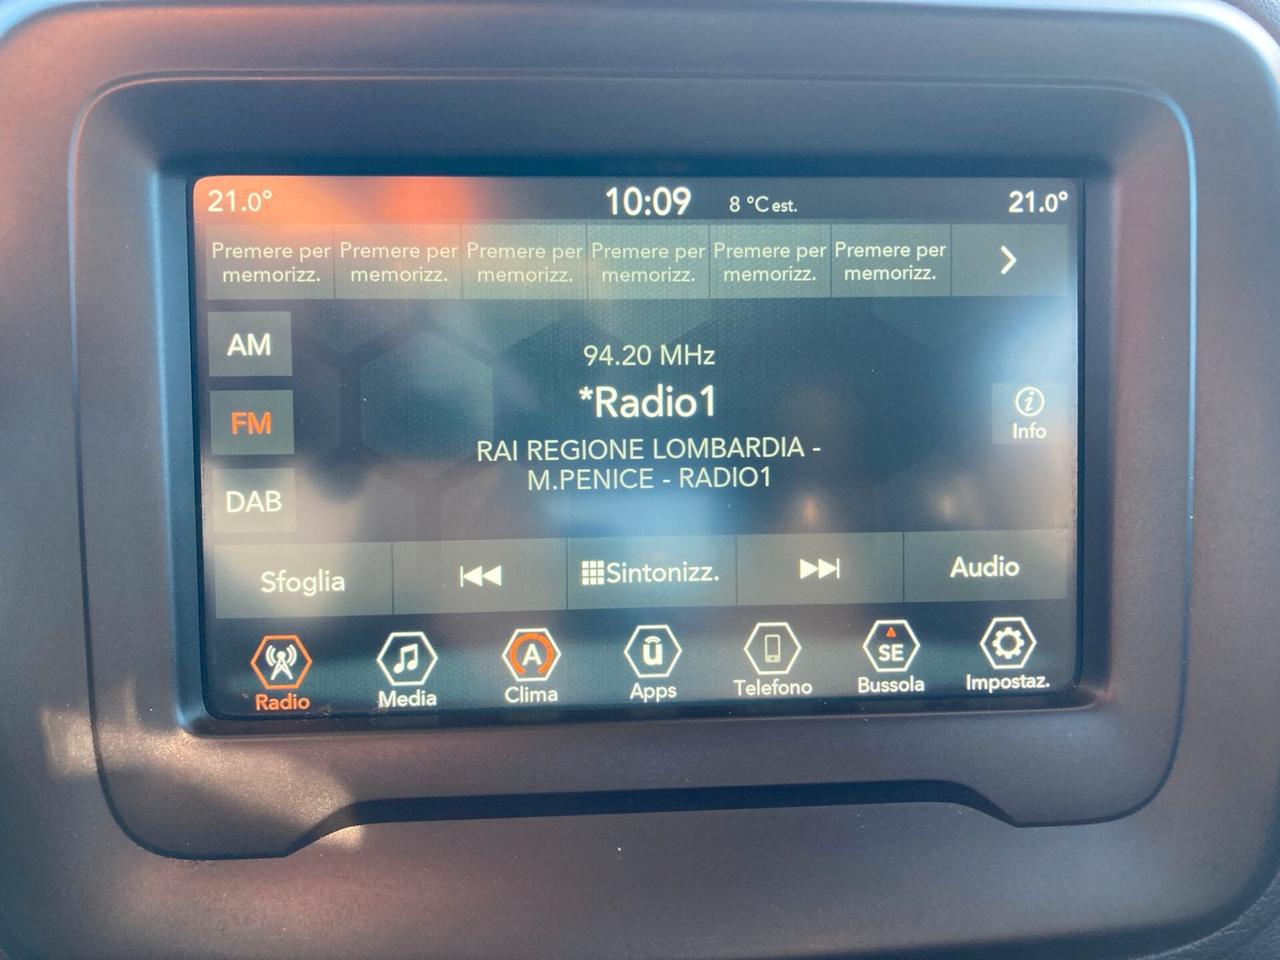 21.0° 10:09 8 °C est. 21.0°
Premere per Premere per Premere per Premere per Premere per Premere per
memorizz. memorizz. memorizz. memorizz. memorizz. memorizz.
AM
94.20 MHz
*Radio1
FM
Info
RAI REGIONE LOMBARDIA -
M.PENICE - RADIO1
DAB
Sfoglia Sintonizz. Audio
A
SE
Radio Media Clima Apps Telefono Bussola Impostaz.